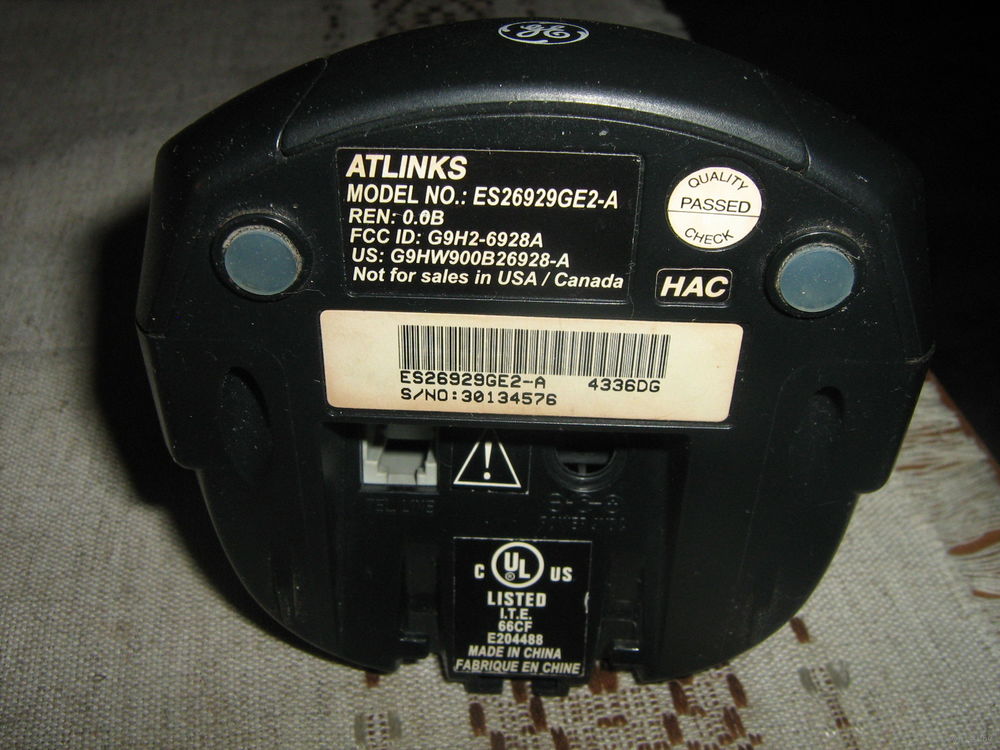 GE
ATLINKS
MODEL NO.: ES26929GE2-A
REN: 0.0B
FCC ID: G9H2-6928A
US: G9HW900B26928-A
Not for sales in USA / Canada
QUALITY
PASSED
CHECK
HAC
ES26929GE2-A 4336DG
S/NO:30134576
TEL LINE
C UL ® US
LISTED
I.T.E.
66CF
E204488
MADE IN CHINA
FABRIQUE EN CHINE